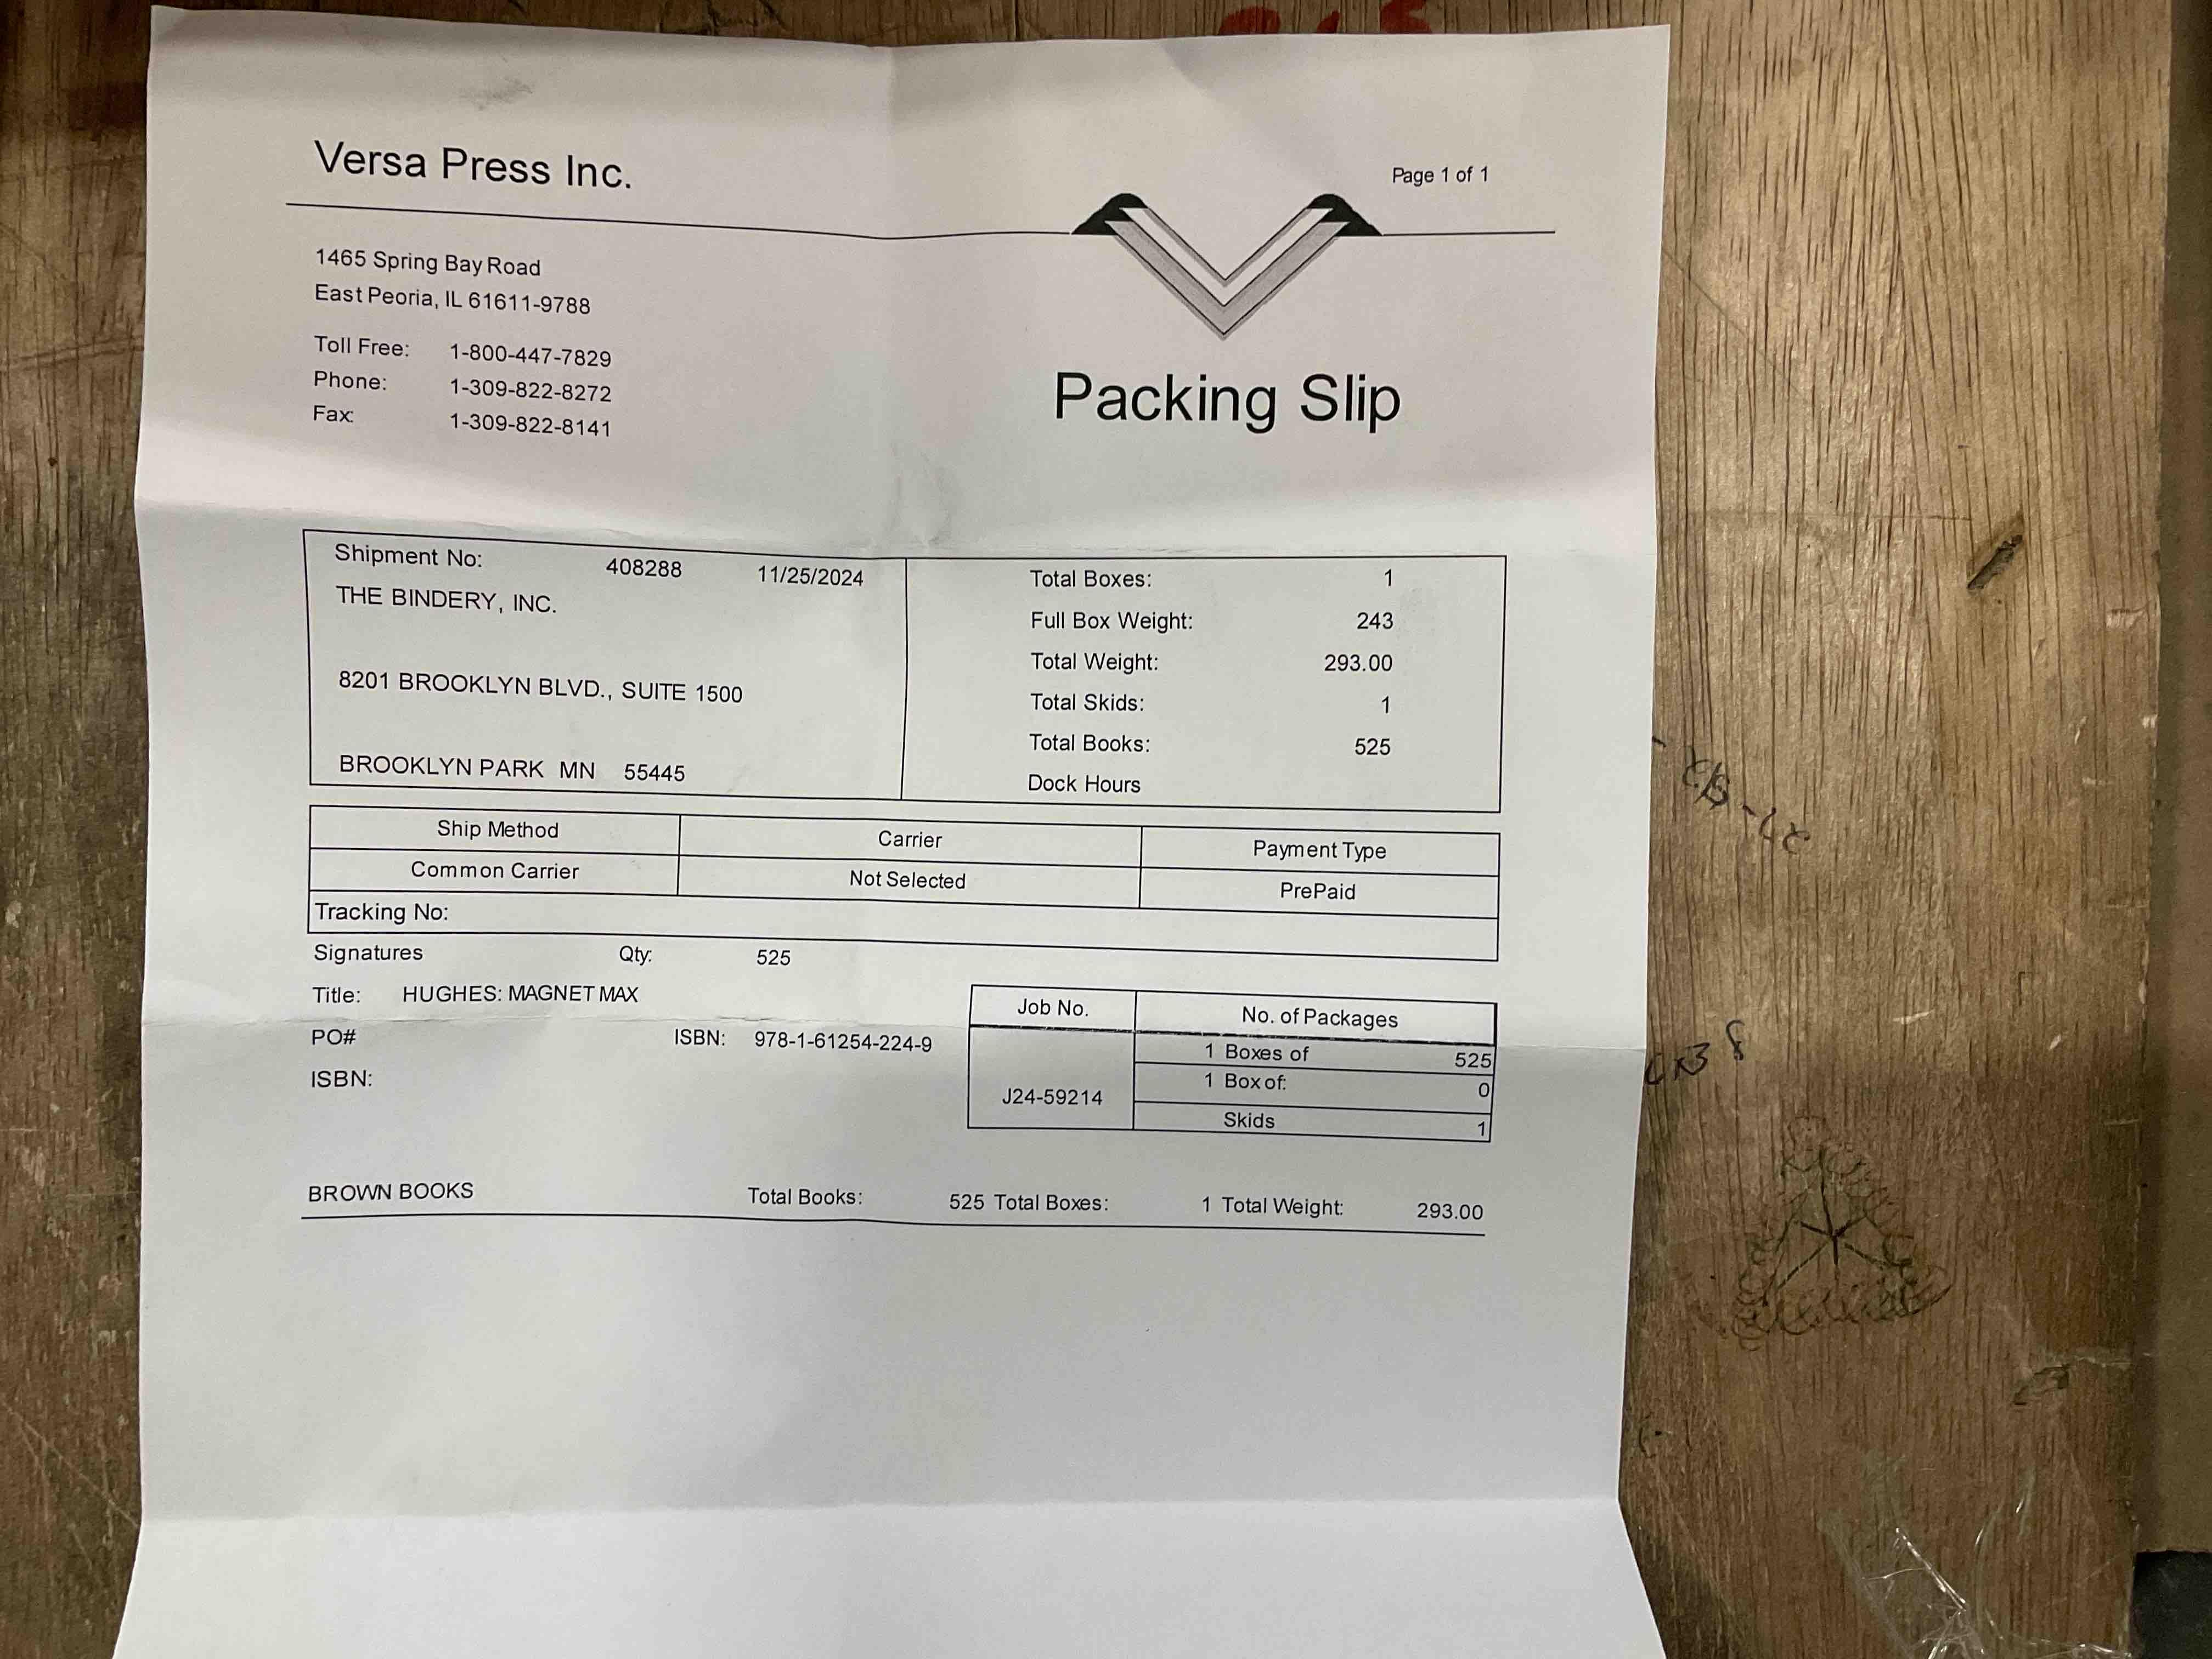 Versa Press Inc.
Page 1 of 1
1465 Spring Bay Road
East Peoria, IL 61611-9788
Toll Free: 1-800-447-7829
Phone: 1-309-822-8272
Fax: 1-309-822-8141
Packing Slip
Shipment No: 408288 11/25/2024
THE BINDERY, INC.
8201 BROOKLYN BLVD., SUITE 1500
BROOKLYN PARK MN 55445
Total Boxes: 1
Full Box Weight: 243
Total Weight: 293.00
Total Skids: 1
Total Books: 525
Dock Hours
Ship Method Carrier Payment Type
Common Carrier Not Selected PrePaid
Tracking No:
Signatures Qty: 525
Title: HUGHES: MAGNET MAX
PO# ISBN: 978-1-61254-224-9
ISBN:
Job No. No. of Packages
J24-59214
1 Boxes of 525
1 Box of: 0
Skids 1
BROWN BOOKS Total Books: 525 Total Boxes: 1 Total Weight: 293.00